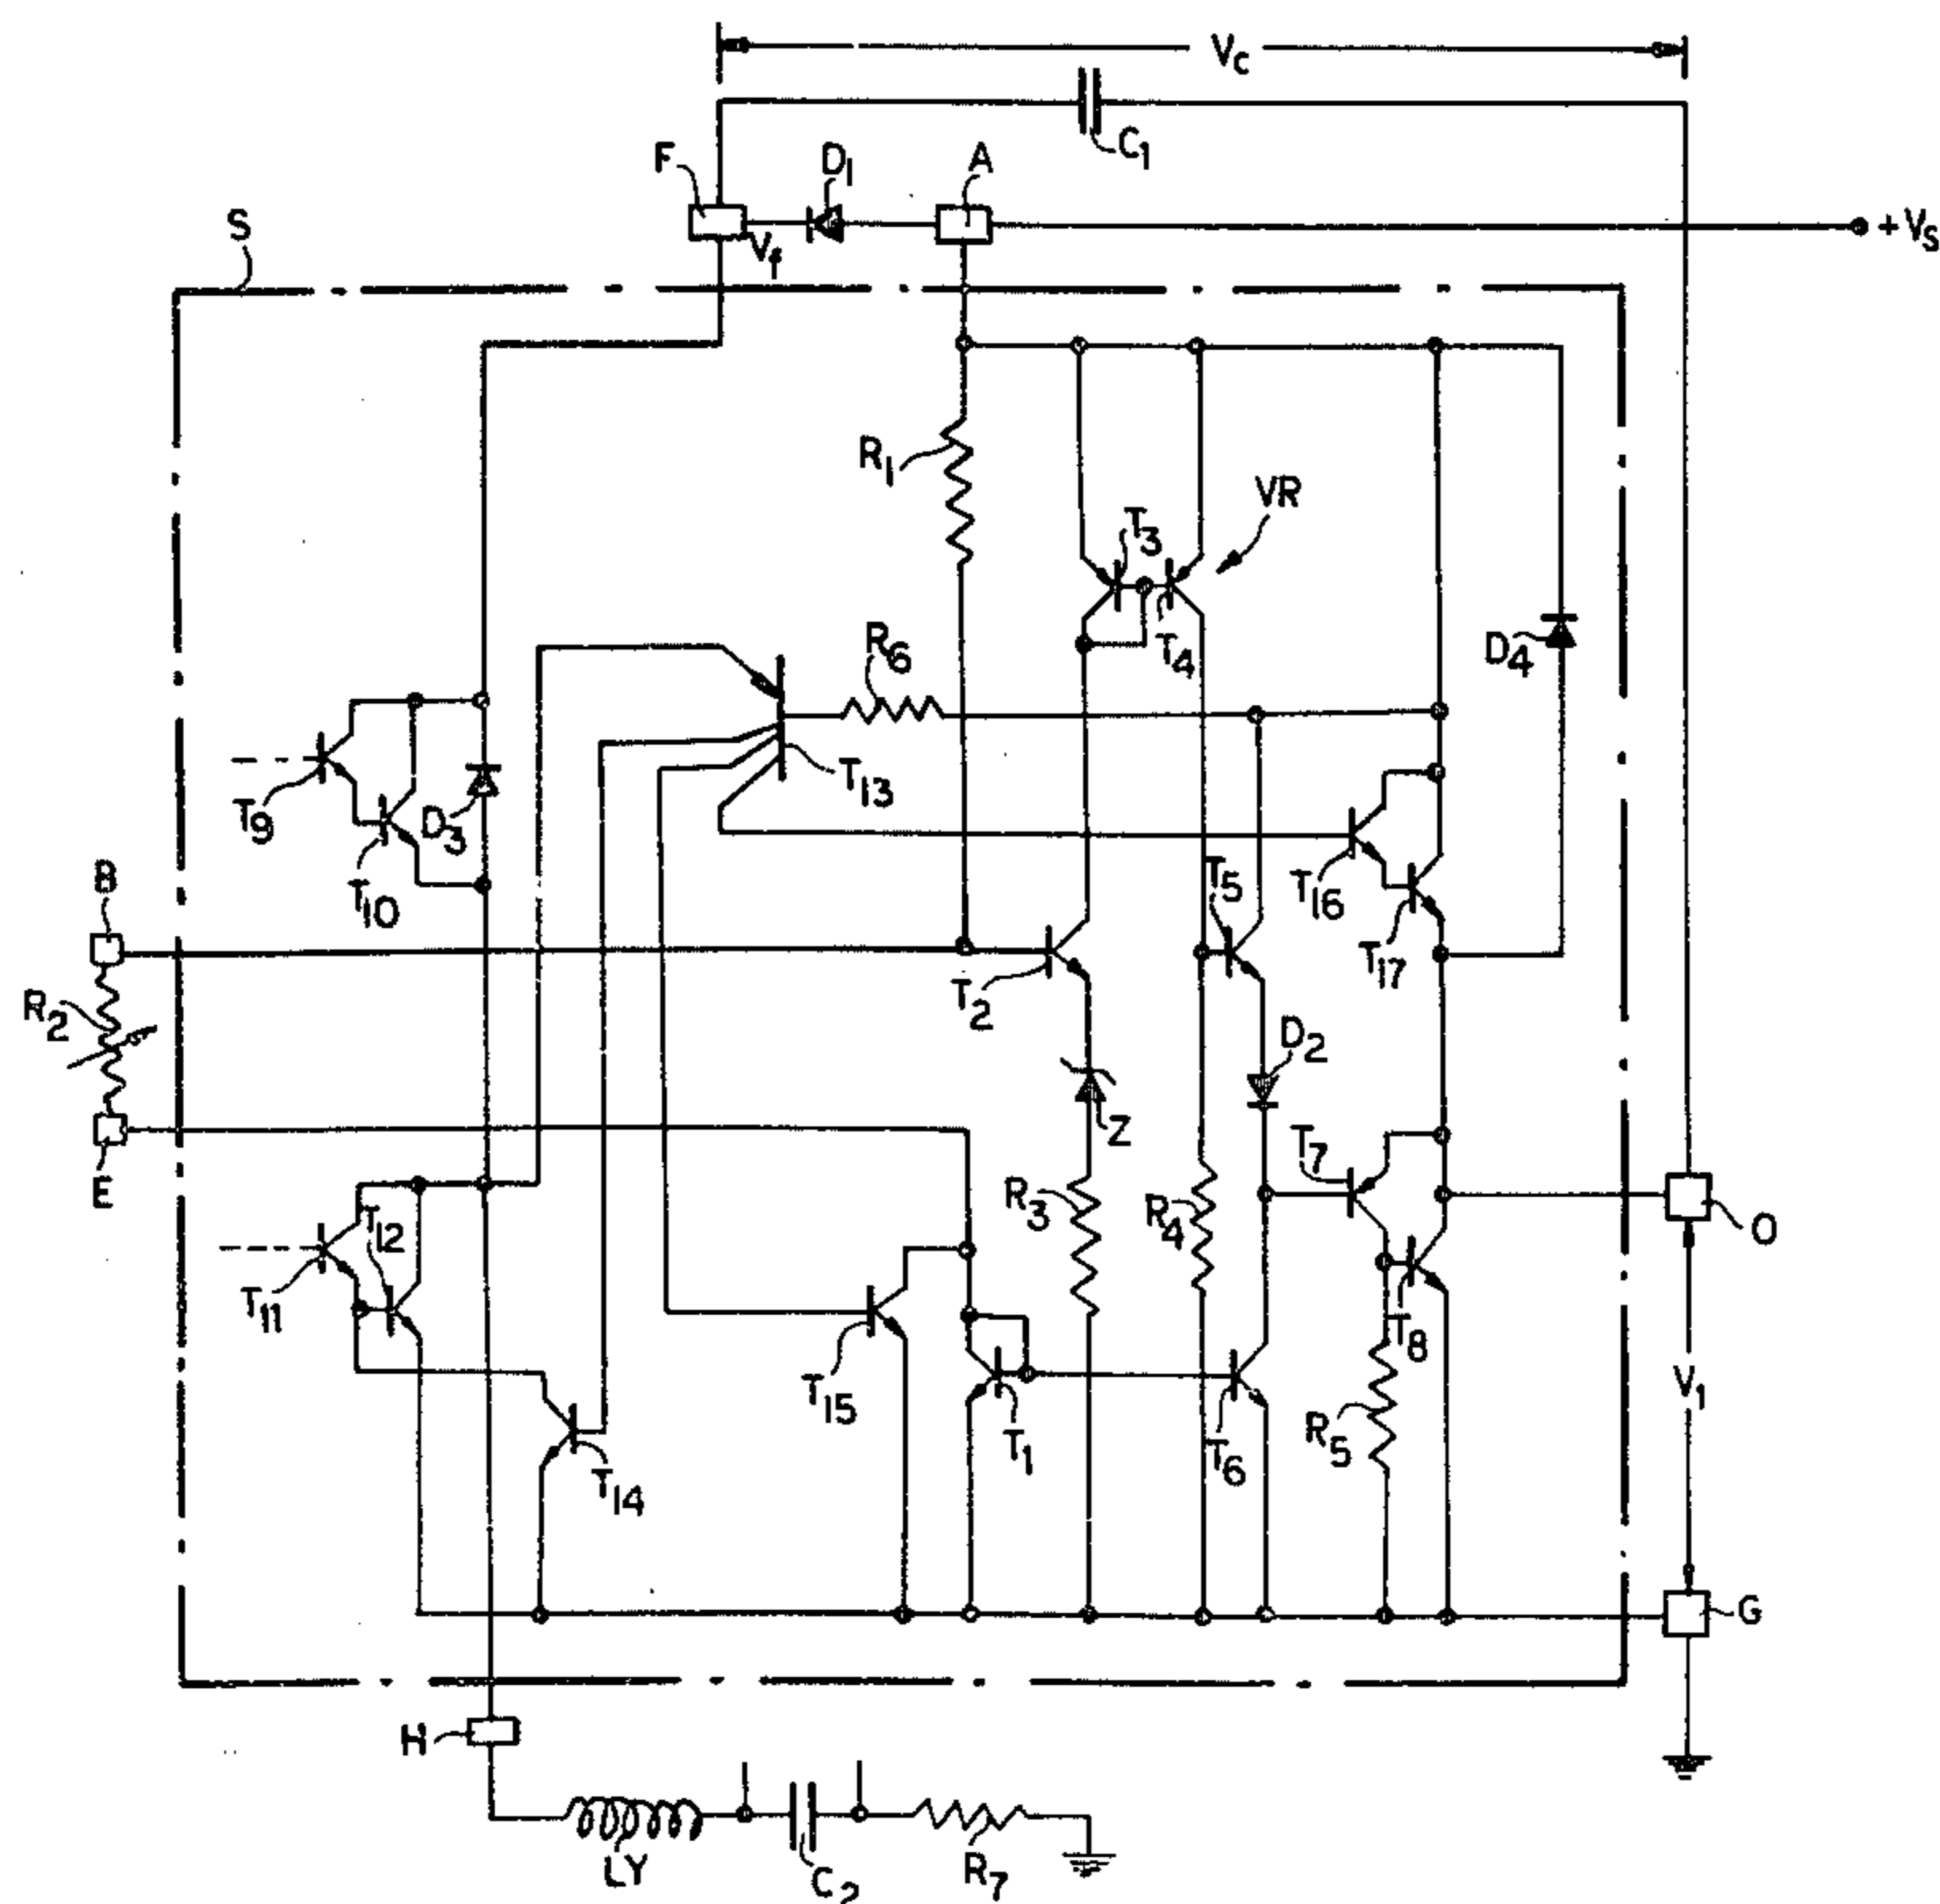 Vc
C1
F
D1
A
S
Vf
+Vs
R1
VR
T3
R6
T4
D4
T13
T9
D3
T10
B
T5
T16
T17
R2
T2
D2
Z
T7
E
R3
R4
O
T12
T11
T8
V1
T15
T1
R5
T6
T14
G
H
LY
C2
R7